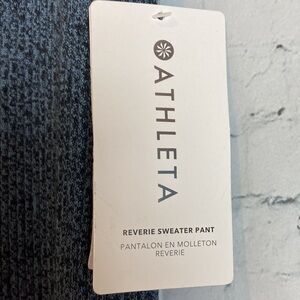 ATHLETA
REVERIE SWEATER PANT
PANTALON EN MOLLETON
REVERIE